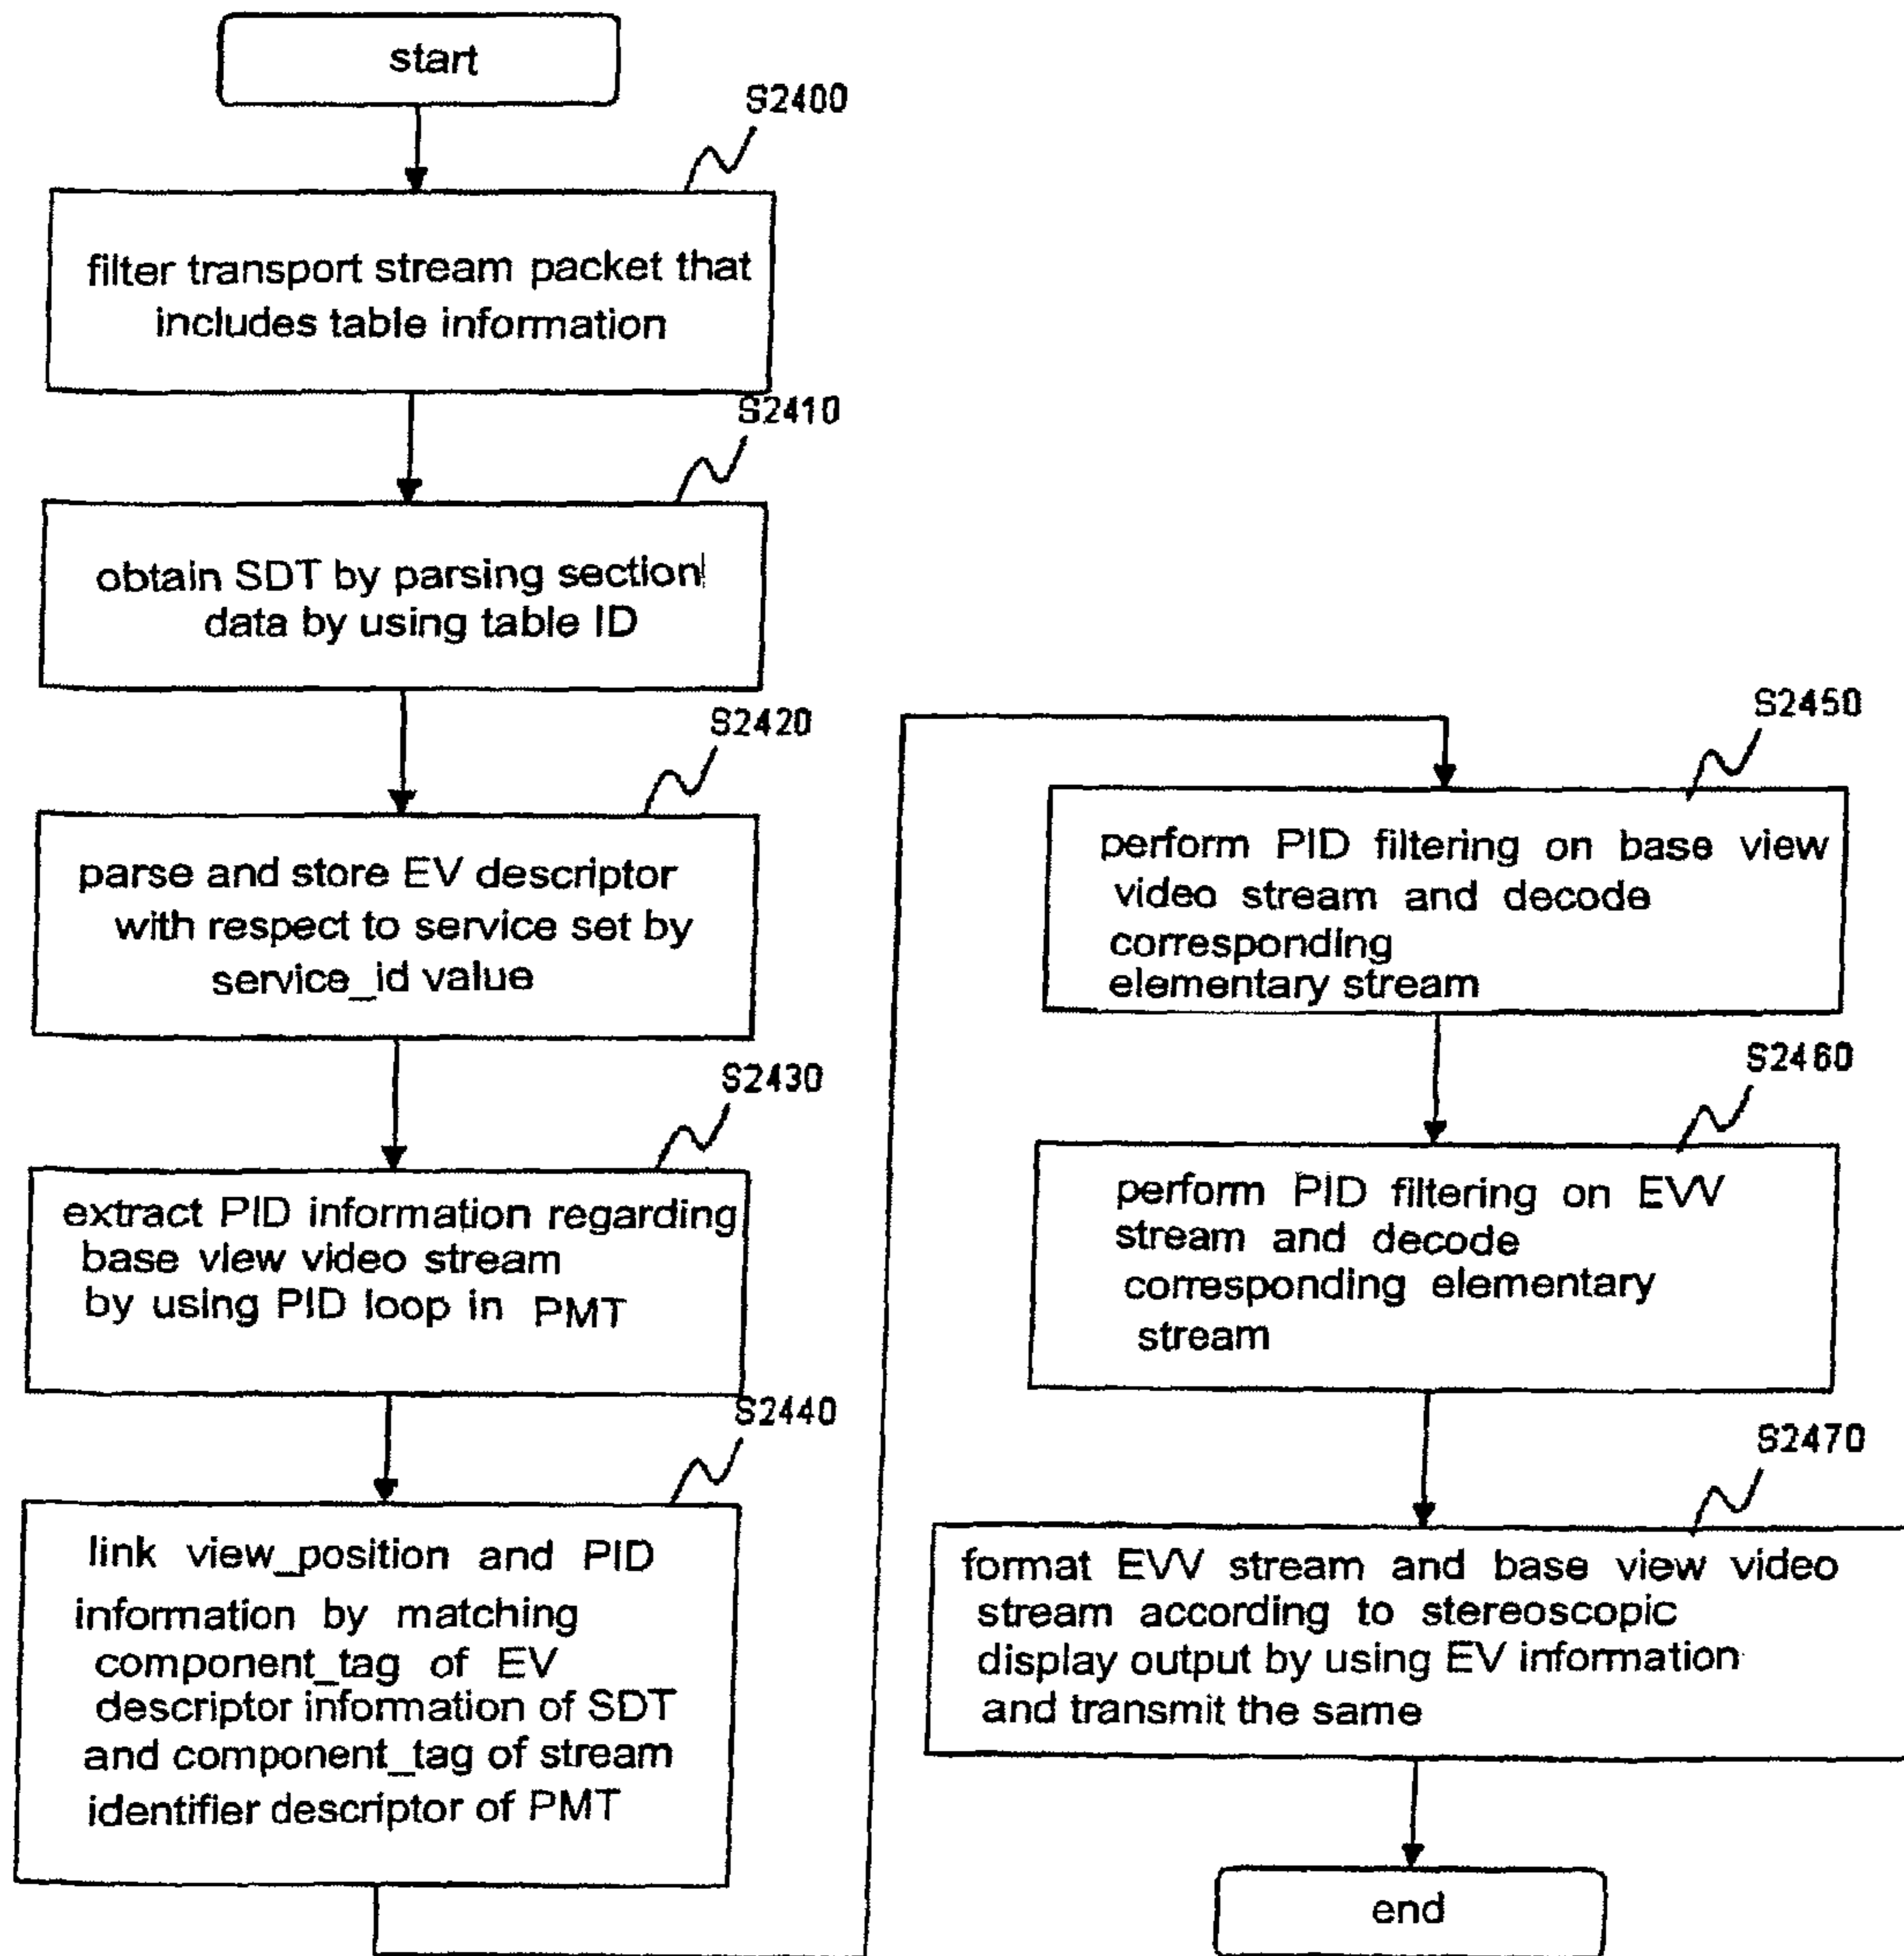 start
S2400
filter transport stream packet that
includes table information
S2410
obtain SDT by parsing section
data by using table ID
S2420
parse and store EV descriptor
with respect to service set by
service_id value
S2430
extract PID information regarding
base view video stream
by using PID loop in PMT
S2440
link view_position and PID
information by matching
component_tag of EV
descriptor information of SDT
and component_tag of stream
identifier descriptor of PMT
S2450
perform PID filtering on base view
video stream and decode
corresponding
elementary stream
S2460
perform PID filtering on EVV
stream and decode
corresponding elementary
stream
S2470
format EVV stream and base view video
stream according to stereoscopic
display output by using EV information
and transmit the same
end